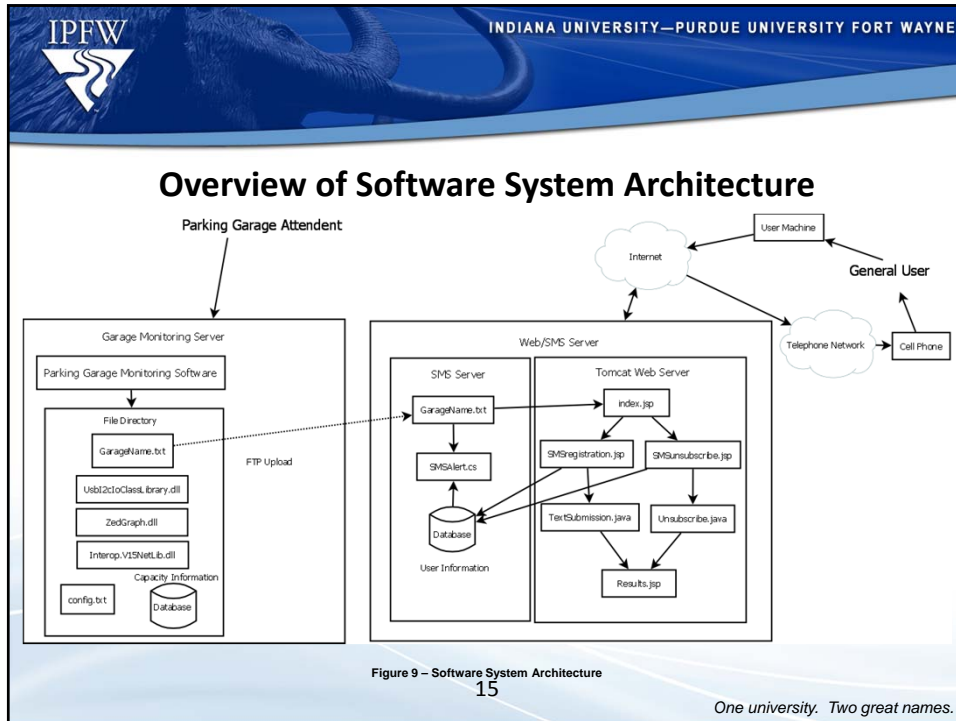 IPFW
INDIANA UNIVERSITY—PURDUE UNIVERSITY FORT WAYNE
Overview of Software System Architecture
Parking Garage Attendent
Garage Monitoring Server
Parking Garage Monitoring Software
File Directory
GarageName.txt
UsbI2cIoClassLibrary.dll
ZedGraph.dll
Interop.V15NetLib.dll
Capacity Information
config.txt
Database
FTP Upload
Web/SMS Server
SMS Server
GarageName.txt
SMSAlert.cs
Database
User Information
Tomcat Web Server
index.jsp
SMSregistration.jsp
SMSunsubscribe.jsp
TextSubmission.java
Unsubscribe.java
Results.jsp
Internet
User Machine
General User
Telephone Network
Cell Phone
Figure 9 – Software System Architecture
15
One university. Two great names.